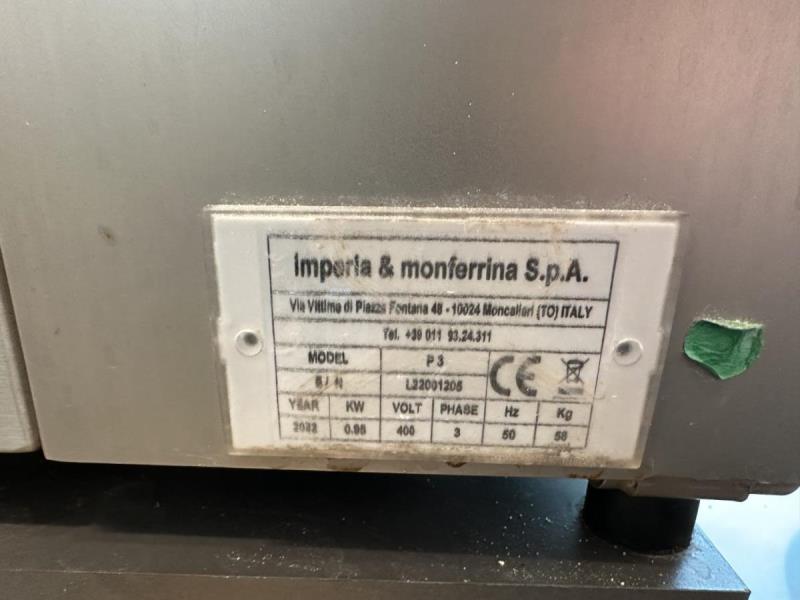 imperia & monferrina S.p.A.
Via Vittime di Piazza Fontana 48 - 10024 Moncalieri (TO) ITALY
Tel. +39 011 93.24.311
MODEL P 3
S / N L22001205
YEAR KW VOLT PHASE Hz Kg
2022 0.95 400 3 50 58